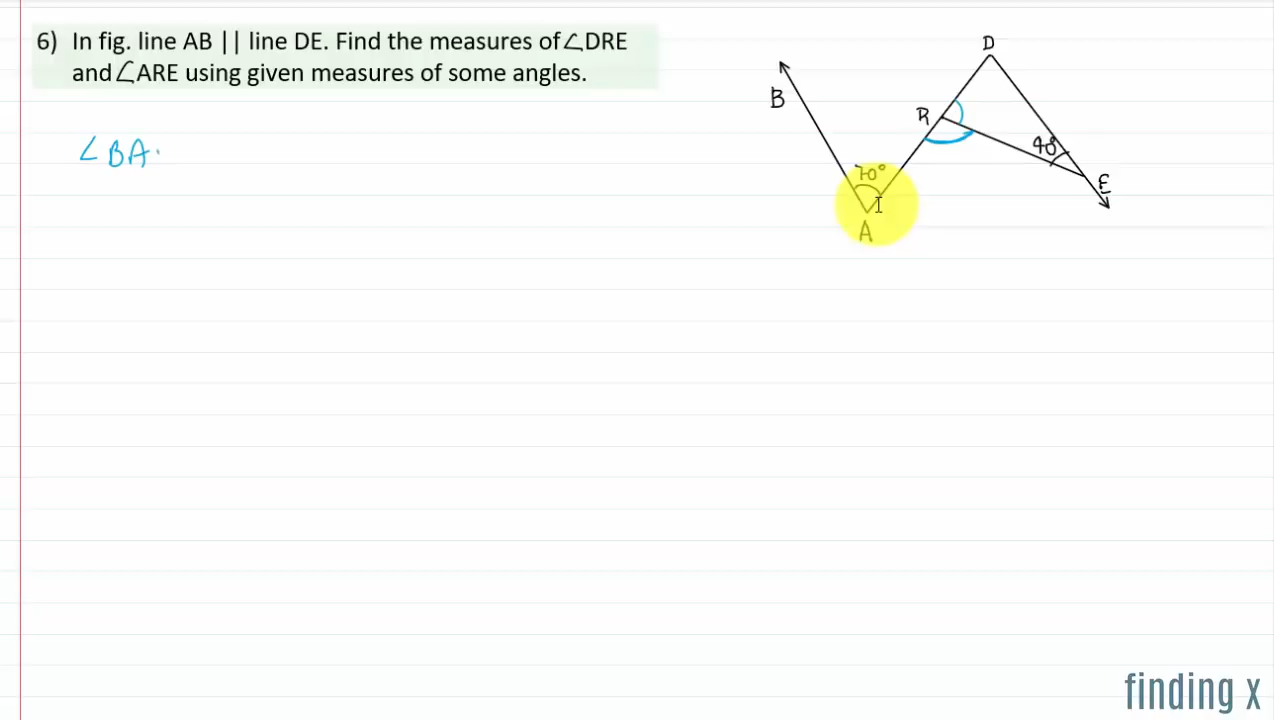 6) In fig. line AB || line DE. Find the measures of ∠DRE
and ∠ARE using given measures of some angles.
∠BA
D
B
R
40°
70°
E
A
finding x